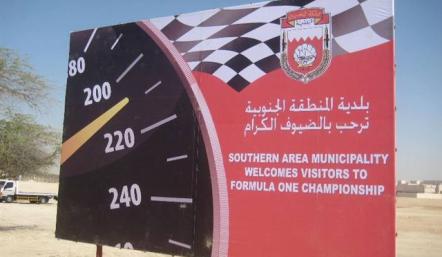 80
200
220
240
بلدية المنطقة الجنوبية
ترحب بالضيوف الكرام
SOUTHERN AREA MUNICIPALITY
WELCOMES VISITORS TO
FORMULA ONE CHAMPIONSHIP